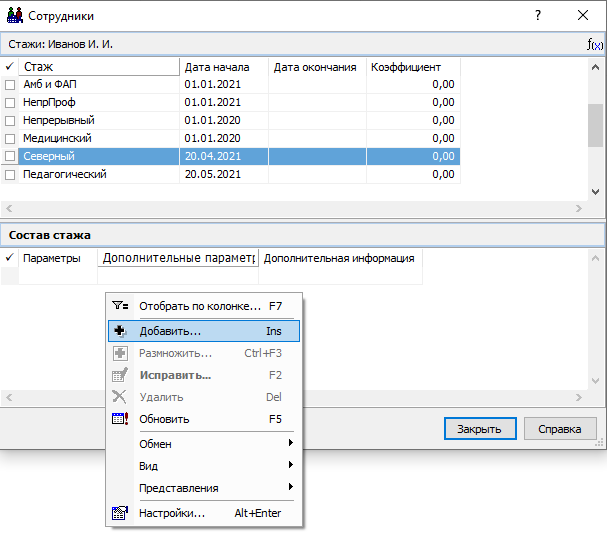 Сотрудники
Стажи: Иванов И. И.
f(x)
Стаж Дата начала Дата окончания Коэффициент
Амб и ФАП 01.01.2021 0,00
НепрПроф 01.01.2021 0,00
Непрерывный 01.01.2020 0,00
Медицинский 01.01.2020 0,00
Северный 20.04.2021 0,00
Педагогический 20.05.2021 0,00
Состав стажа
Параметры Дополнительные парамет Дополнительная информация
Отобрать по колонке... F7
Добавить... Ins
Размножить... Ctrl+F3
Исправить... F2
Удалить Del
Обновить F5
Обмен
Вид
Представления
Настройки... Alt+Enter
Закрыть Справка